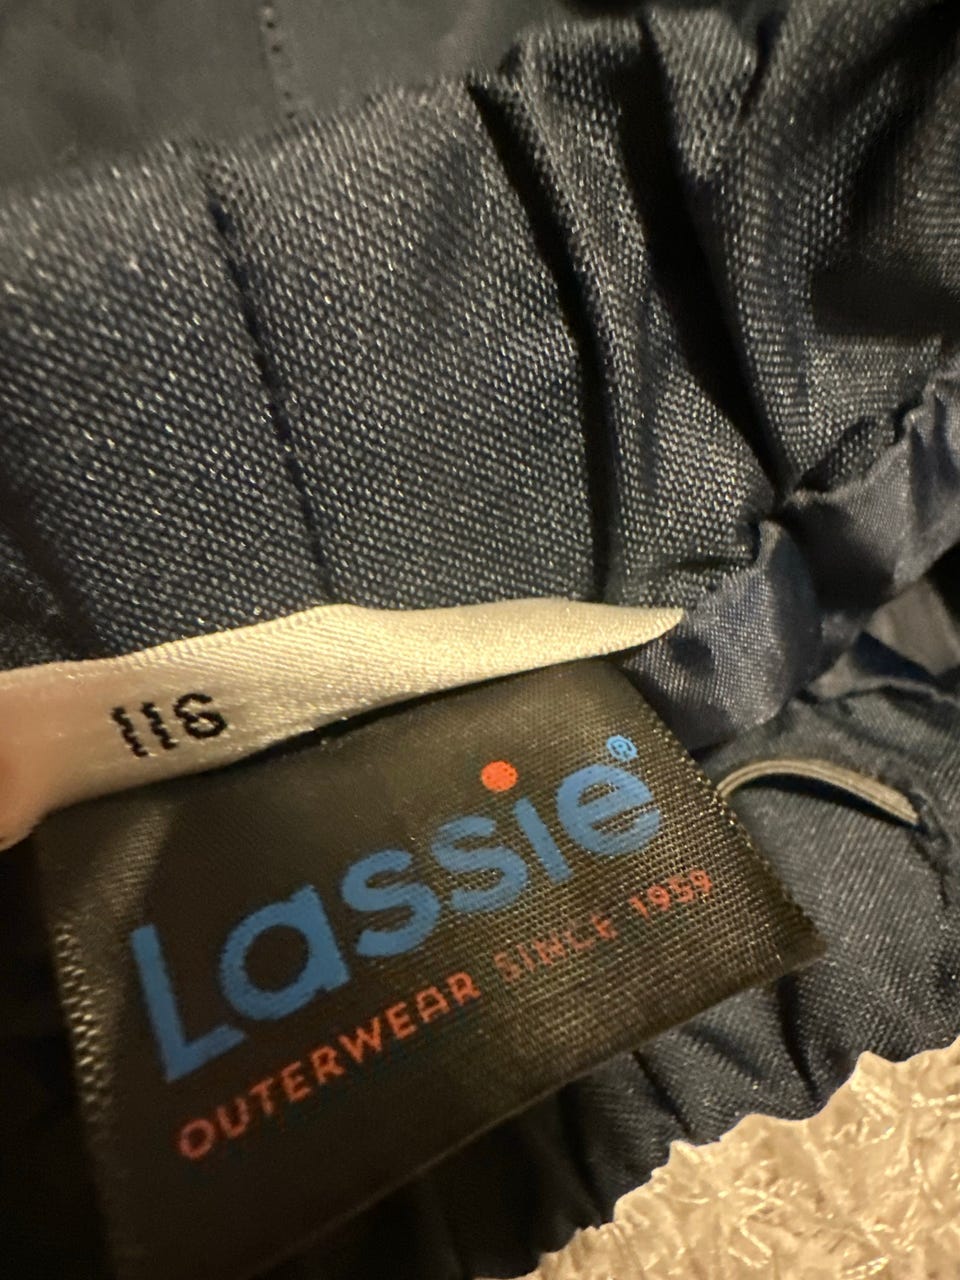 116
Lassie®
OUTERWEAR SINCE 1959